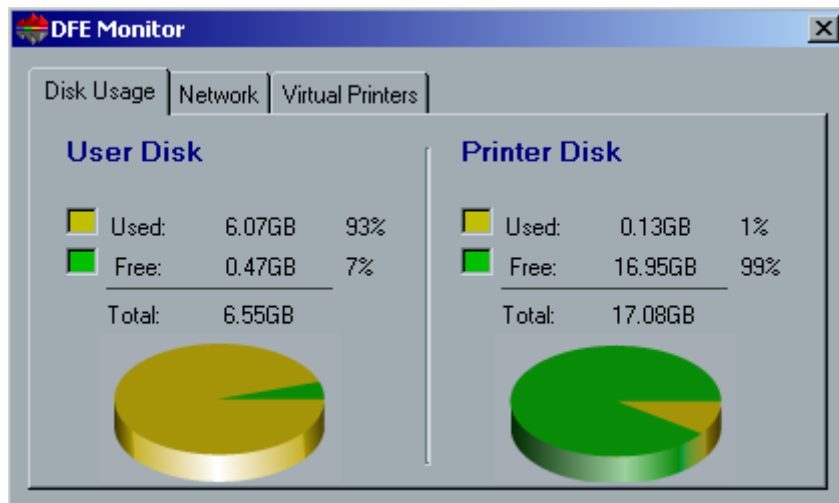 DFE Monitor
Disk Usage Network Virtual Printers
User Disk
Used: 6.07GB 93%
Free: 0.47GB 7%
Total: 6.55GB
Printer Disk
Used: 0.13GB 1%
Free: 16.95GB 99%
Total: 17.08GB